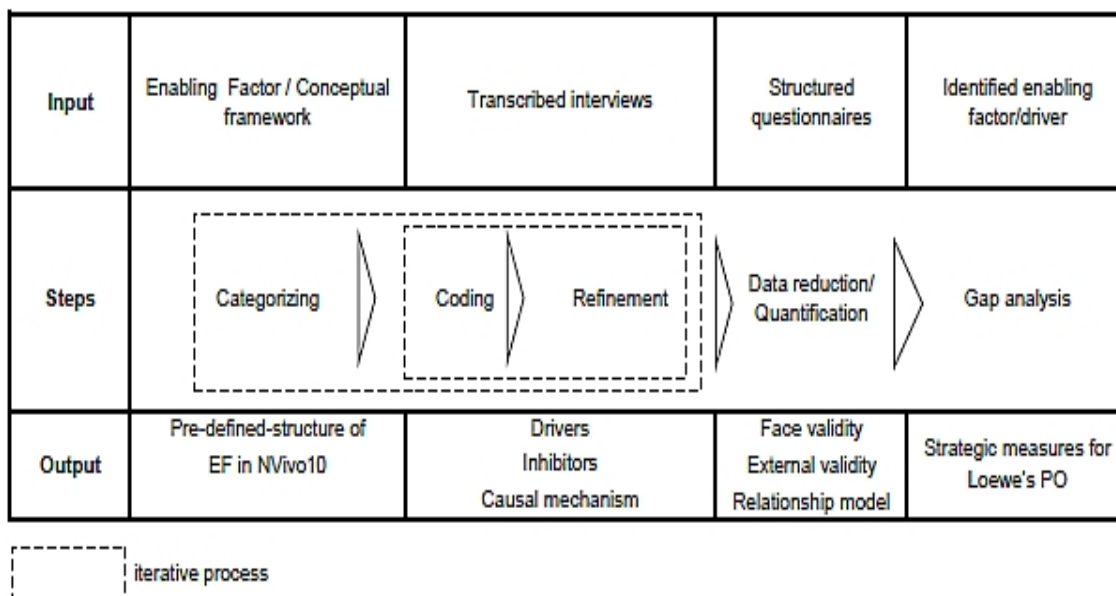 Input
Enabling Factor / Conceptual
framework
Transcribed interviews
Structured
questionnaires
Identified enabling
factor/driver
Steps
Categorizing
Coding
Refinement
Data reduction/
Quantification
Gap analysis
Output
Pre-defined-structure of
EF in NVivo10
Drivers
Inhibitors
Causal mechanism
Face validity
External validity
Relationship model
Strategic measures for
Loewe's PO
iterative process